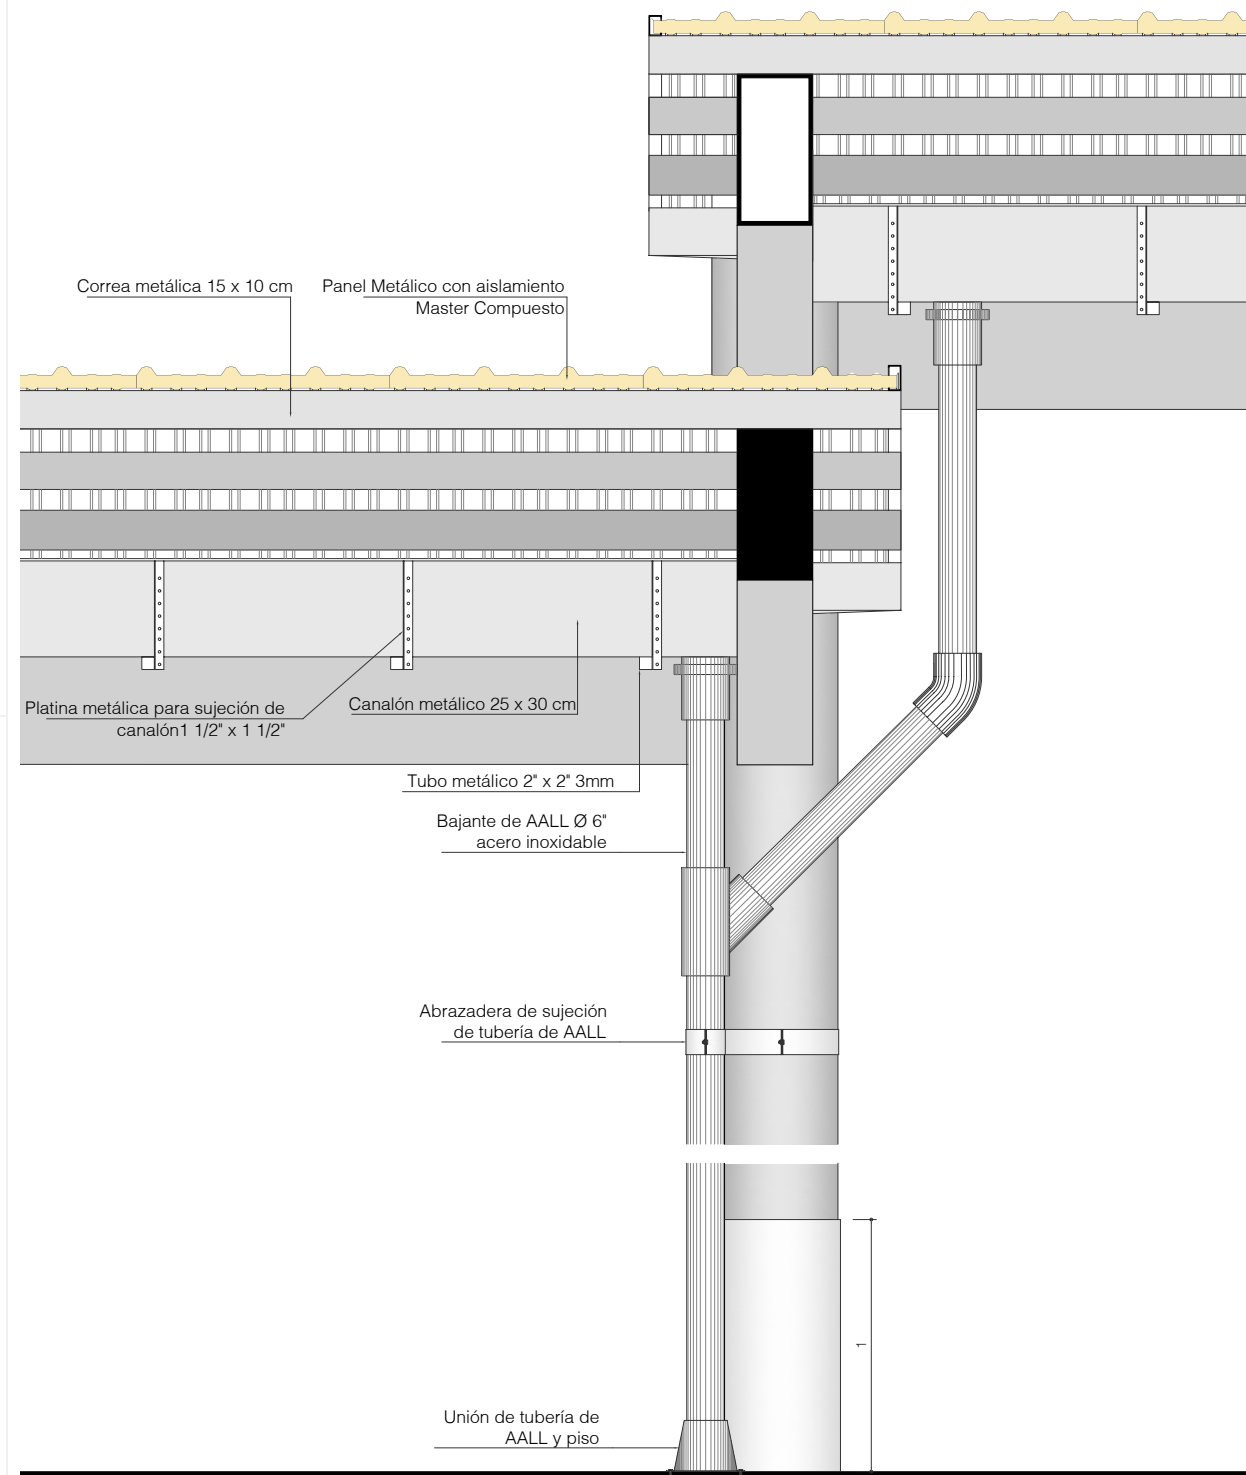 Correa metálica 15 x 10 cm
Panel Metálico con aislamiento
Master Compuesto
Platina metálica para sujeción de
canalón1 1/2" x 1 1/2"
Canalón metálico 25 x 30 cm
Tubo metálico 2" x 2" 3mm
Bajante de AALL Ø 6"
acero inoxidable
Abrazadera de sujeción
de tubería de AALL
1
Unión de tubería de
AALL y piso